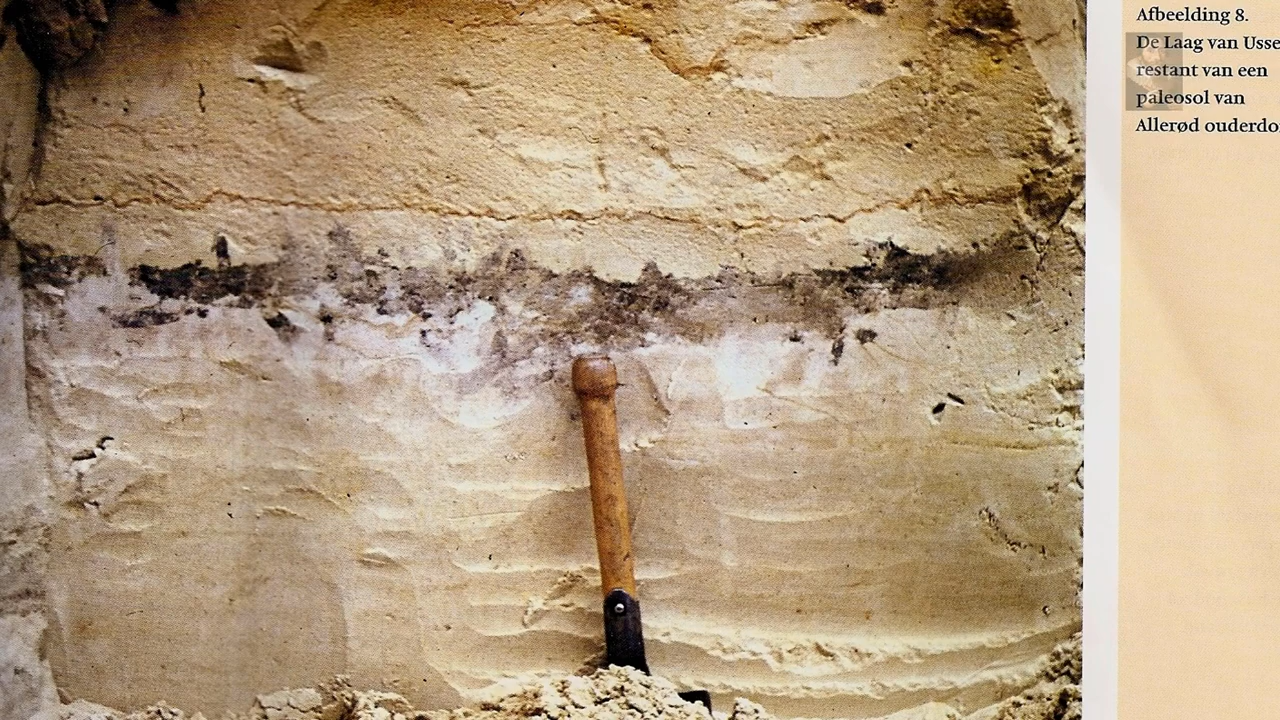 Afbeelding 8.
De Laag van Usse
restant van een
paleosol van
Allerød ouderdo